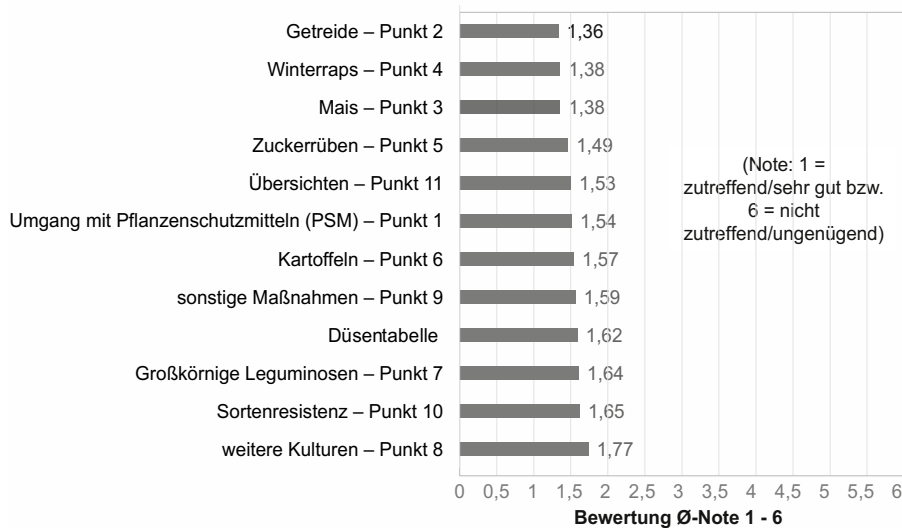 Getreide – Punkt 2 1,36
Winterraps – Punkt 4 1,38
Mais – Punkt 3 1,38
Zuckerrüben – Punkt 5 1,49
Übersichten – Punkt 11 1,53
Umgang mit Pflanzenschutzmitteln (PSM) – Punkt 1 1,54
Kartoffeln – Punkt 6 1,57
sonstige Maßnahmen – Punkt 9 1,59
Düsentabelle 1,62
Großkörnige Leguminosen – Punkt 7 1,64
Sortenresistenz – Punkt 10 1,65
weitere Kulturen – Punkt 8 1,77
(Note: 1 =
zutreffend/sehr gut bzw.
6 = nicht
zutreffend/ungenügend)
0 0,5 1 1,5 2 2,5 3 3,5 4 4,5 5 5,5 6
Bewertung Ø-Note 1 - 6